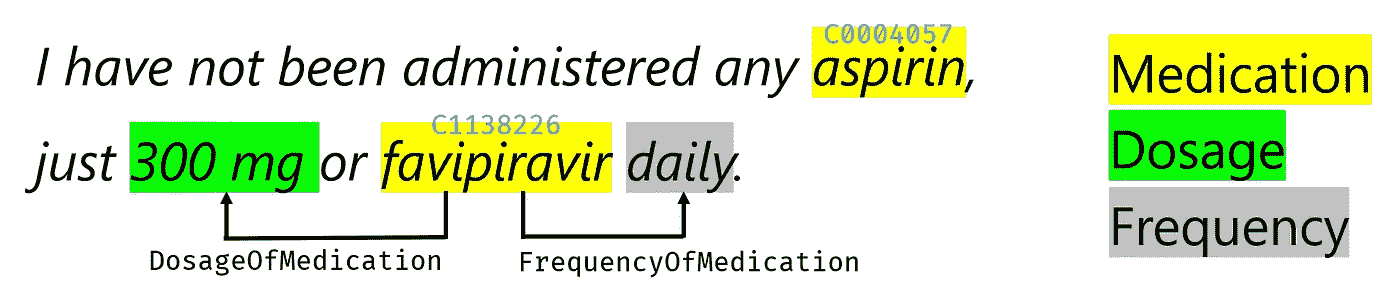 C0004057
I have not been administered any aspirin,
C1138226
just 300 mg or favipiravir daily.
DosageOfMedication FrequencyOfMedication
Medication
Dosage
Frequency